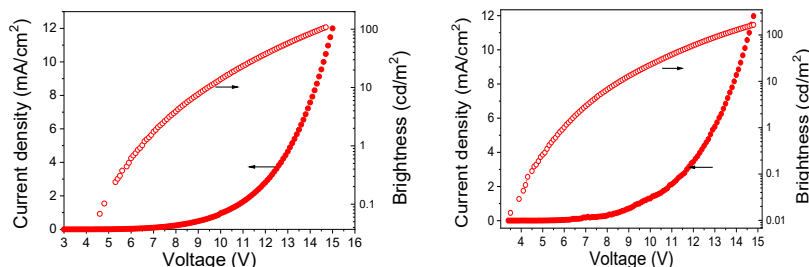 Current density (mA/cm²)
12
10
8
6
4
2
0
3 4 5 6 7 8 9 10 11 12 13 14 15 16
Voltage (V)
100
10
1
0.1
Brightness (cd/m²)
Current density (mA/cm²)
12
10
8
6
4
2
0
4 5 6 7 8 9 10 11 12 13 14 15
Voltage (V)
100
10
1
0.1
0.01
Brightness (cd/m²)